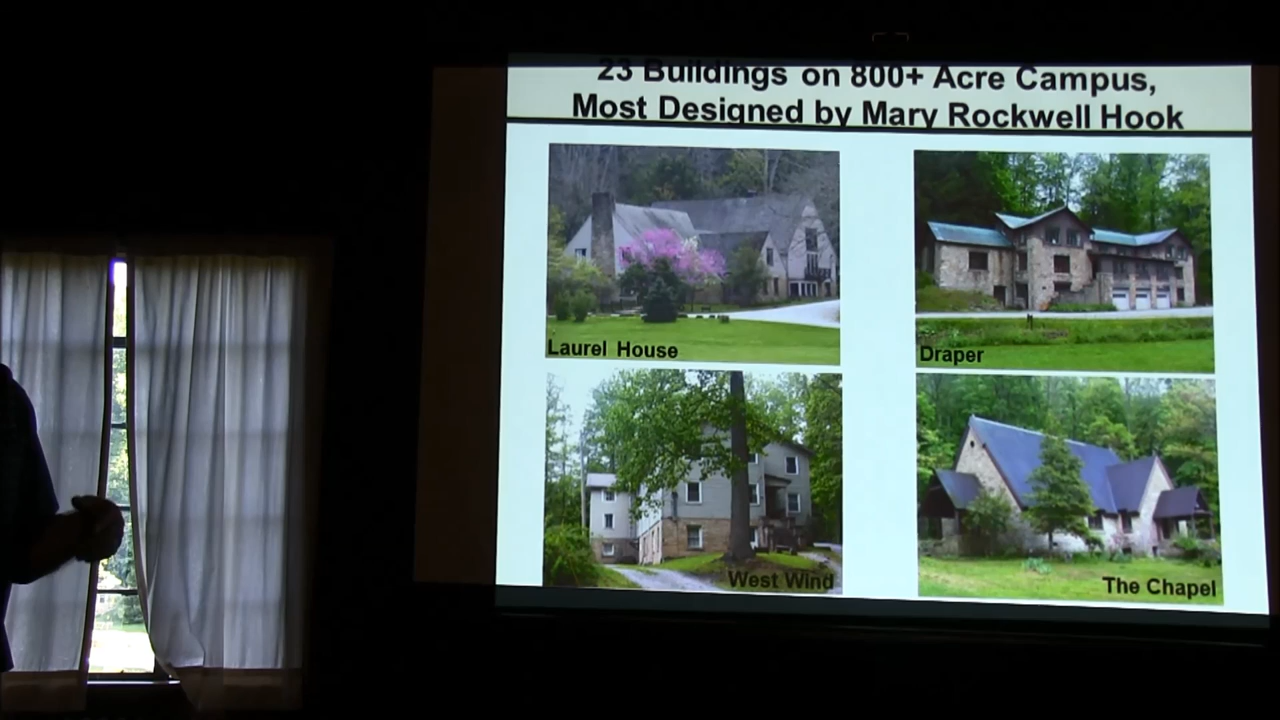 23 Buildings on 800+ Acre Campus,
Most Designed by Mary Rockwell Hook
Laurel House
Draper
West Wind
The Chapel